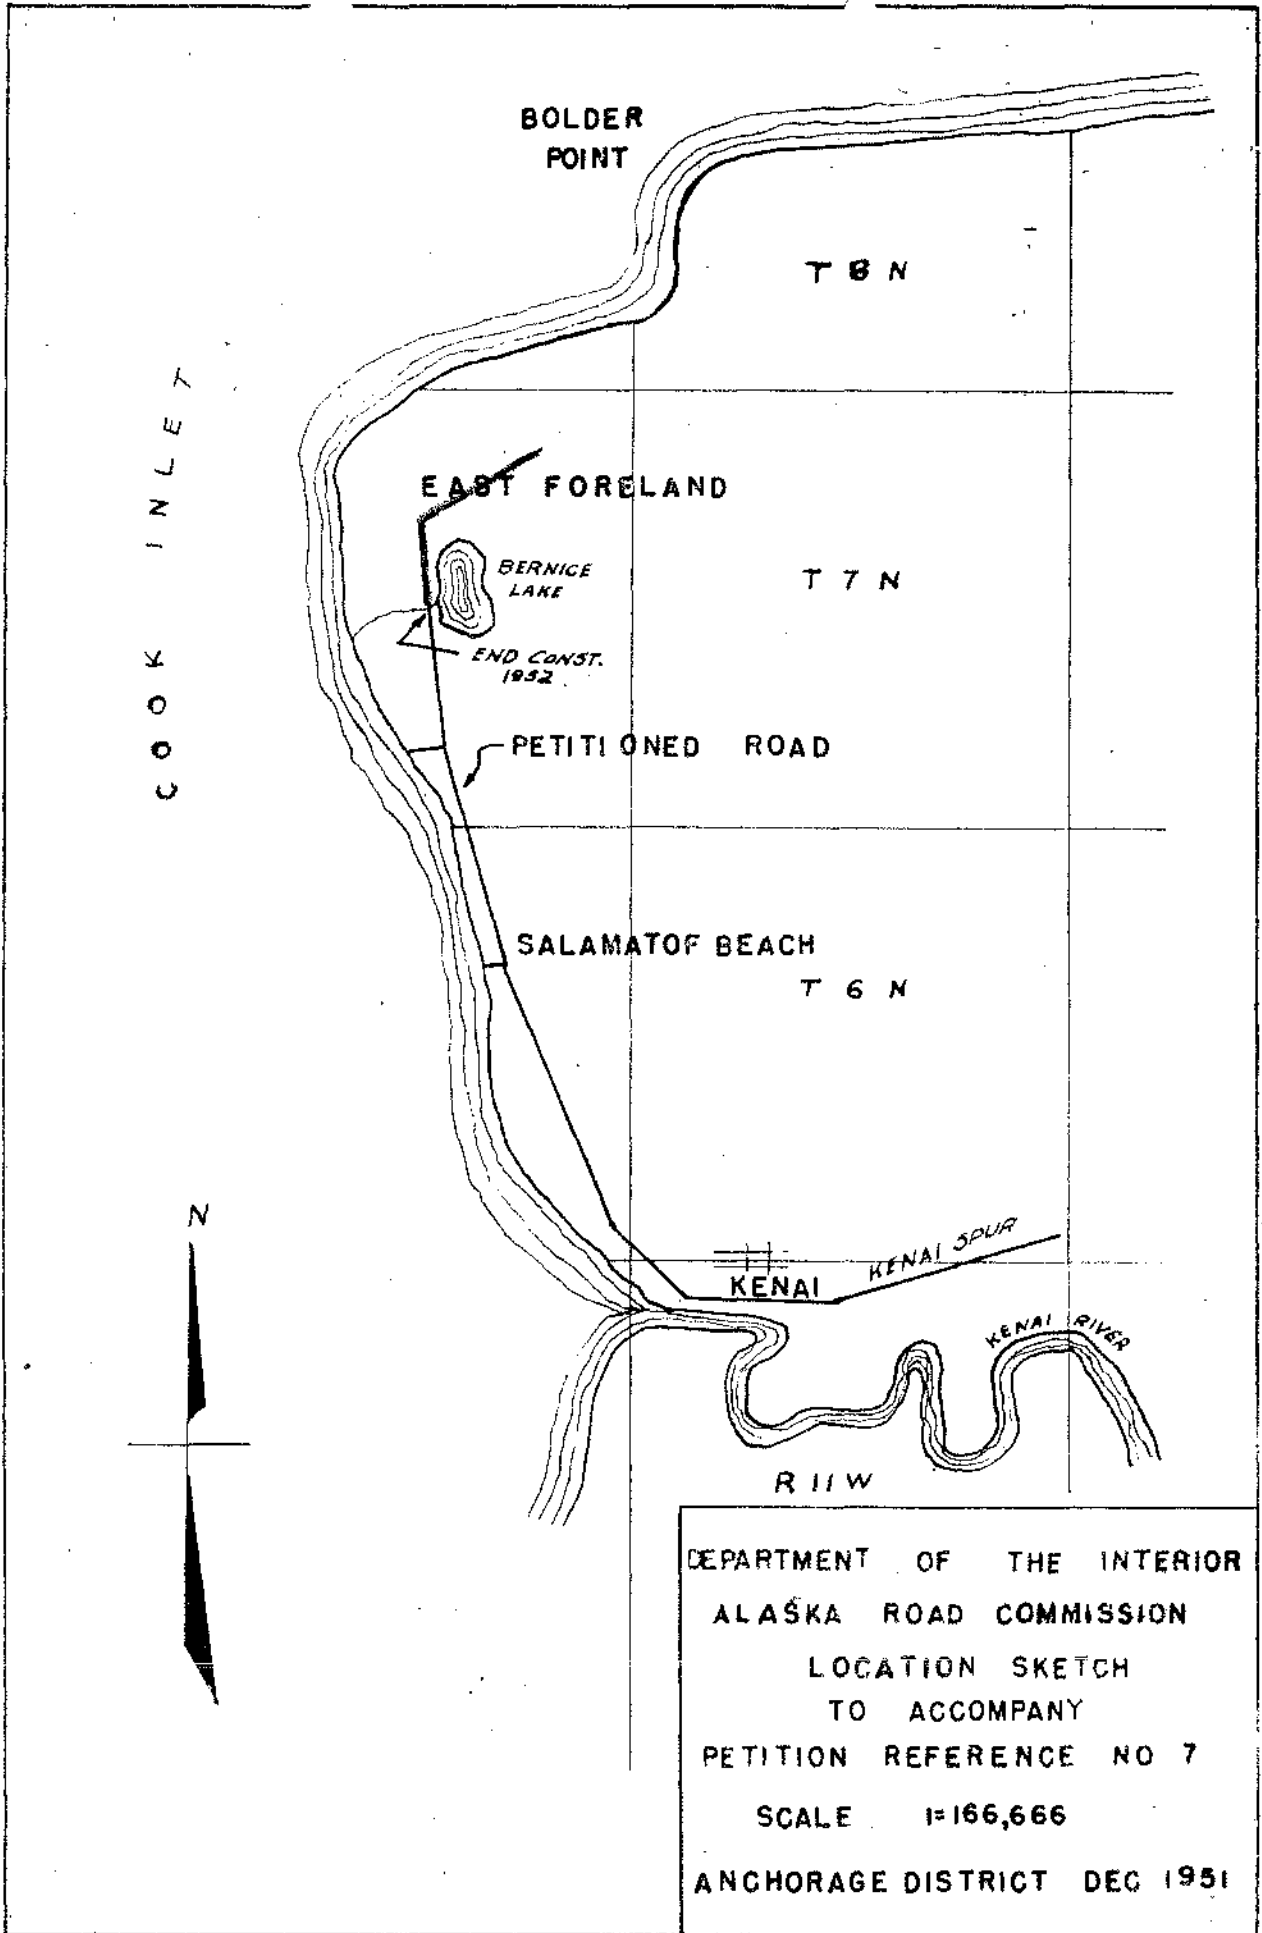 BOLDER
POINT
T 8 N
COOK INLET
EAST FORELAND
BERNICE
LAKE
T 7 N
END CONST.
1952
PETITIONED ROAD
SALAMATOF BEACH
T 6 N
N
KENAI SPUR
KENAI
KENAI RIVER
R 11 W
DEPARTMENT OF THE INTERIOR
ALASKA ROAD COMMISSION
LOCATION SKETCH
TO ACCOMPANY
PETITION REFERENCE NO 7
SCALE 1=166,666
ANCHORAGE DISTRICT DEC 1951